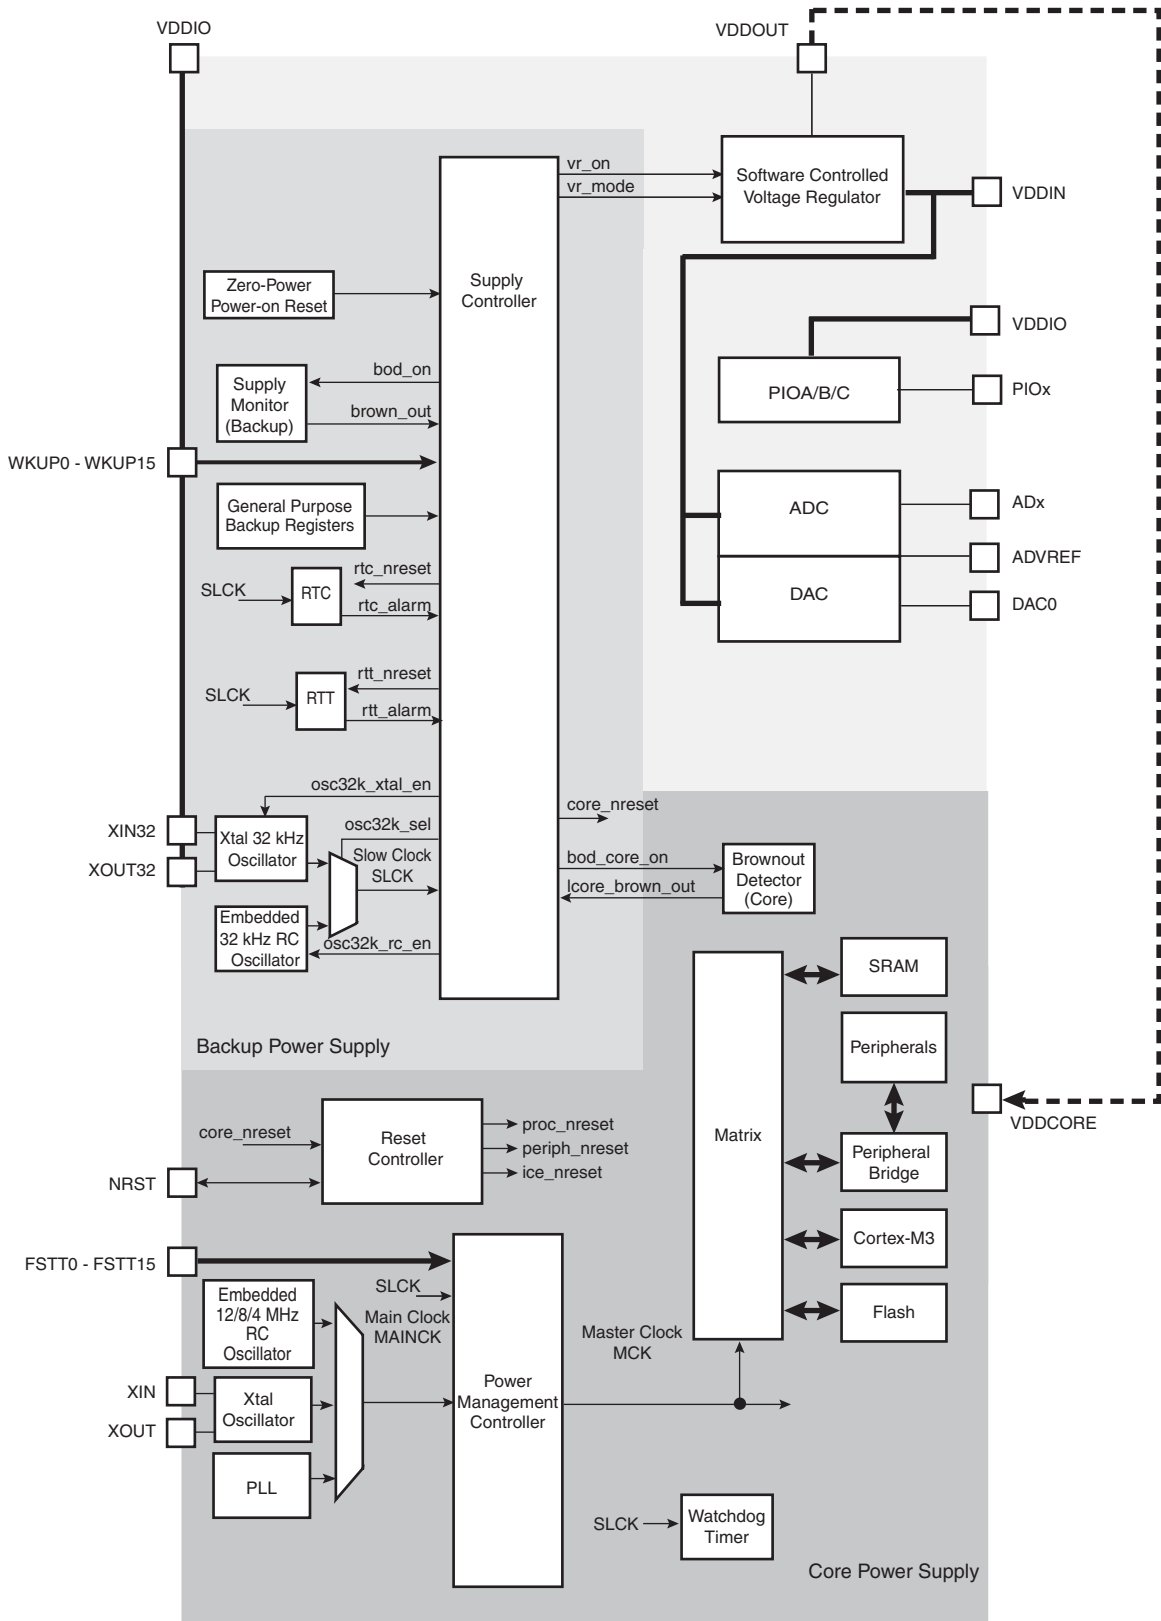 VDDIO
VDDOUT
vr_on
vr_mode
Software Controlled
Voltage Regulator
VDDIN
Zero-Power
Power-on Reset
Supply
Controller
VDDIO
Supply
Monitor
(Backup)
bod_on
brown_out
PIOA/B/C
PIOx
WKUP0 - WKUP15
General Purpose
Backup Registers
ADC
ADx
ADVREF
DAC
DAC0
SLCK
RTC
rtc_nreset
rtc_alarm
SLCK
RTT
rtt_nreset
rtt_alarm
osc32k_xtal_en
core_nreset
XIN32
XOUT32
Xtal 32 kHz
Oscillator
osc32k_sel
Slow Clock
SLCK
bod_core_on
lcore_brown_out
Brownout
Detector
(Core)
Embedded
32 kHz RC
Oscillator
osc32k_rc_en
SRAM
Backup Power Supply
Peripherals
VDDCORE
Matrix
Peripheral
Bridge
core_nreset
Reset
Controller
proc_nreset
periph_nreset
ice_nreset
NRST
Cortex-M3
FSTT0 - FSTT15
SLCK
Embedded
12/8/4 MHz
RC
Oscillator
Main Clock
MAINCK
Flash
Master Clock
MCK
XIN
XOUT
Xtal
Oscillator
Power
Management
Controller
PLL
SLCK
Watchdog
Timer
Core Power Supply